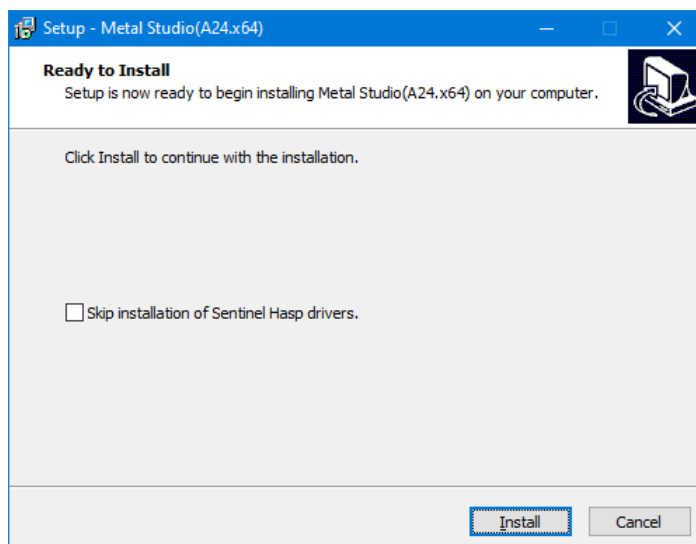 Setup - Metal Studio(A24.x64)
Ready to Install
Setup is now ready to begin installing Metal Studio(A24.x64) on your computer.
Click Install to continue with the installation.
Skip installation of Sentinel Hasp drivers.
Install
Cancel